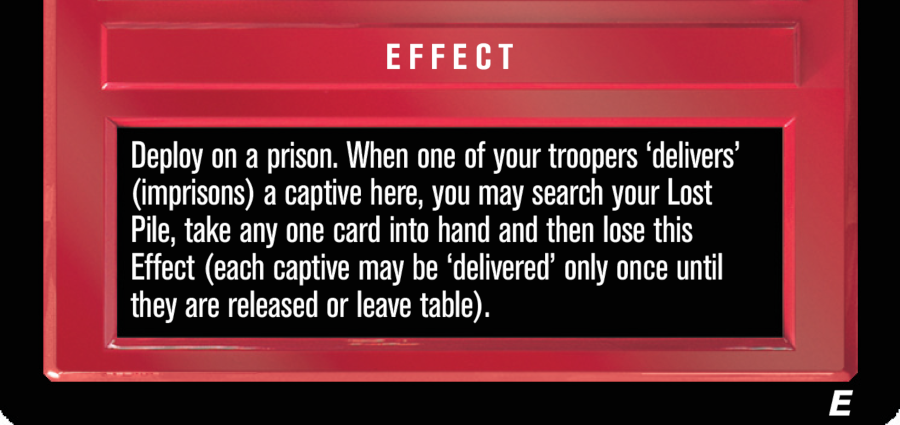 EFFECT
Deploy on a prison. When one of your troopers ‘delivers’
(imprisons) a captive here, you may search your Lost
Pile, take any one card into hand and then lose this
Effect (each captive may be ‘delivered’ only once until
they are released or leave table).
E